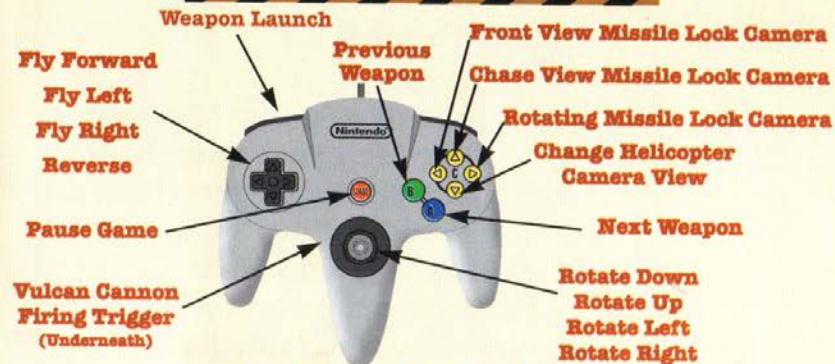 Weapon Launch
Fly Forward
Fly Left
Fly Right
Reverse
Pause Game
Vulcan Cannon
Firing Trigger
(Underneath)
Previous
Weapon
Front View Missile Lock Camera
Chase View Missile Lock Camera
Rotating Missile Lock Camera
Change Helicopter
Camera View
Next Weapon
Rotate Down
Rotate Up
Rotate Left
Rotate Right
Nintendo
C
B